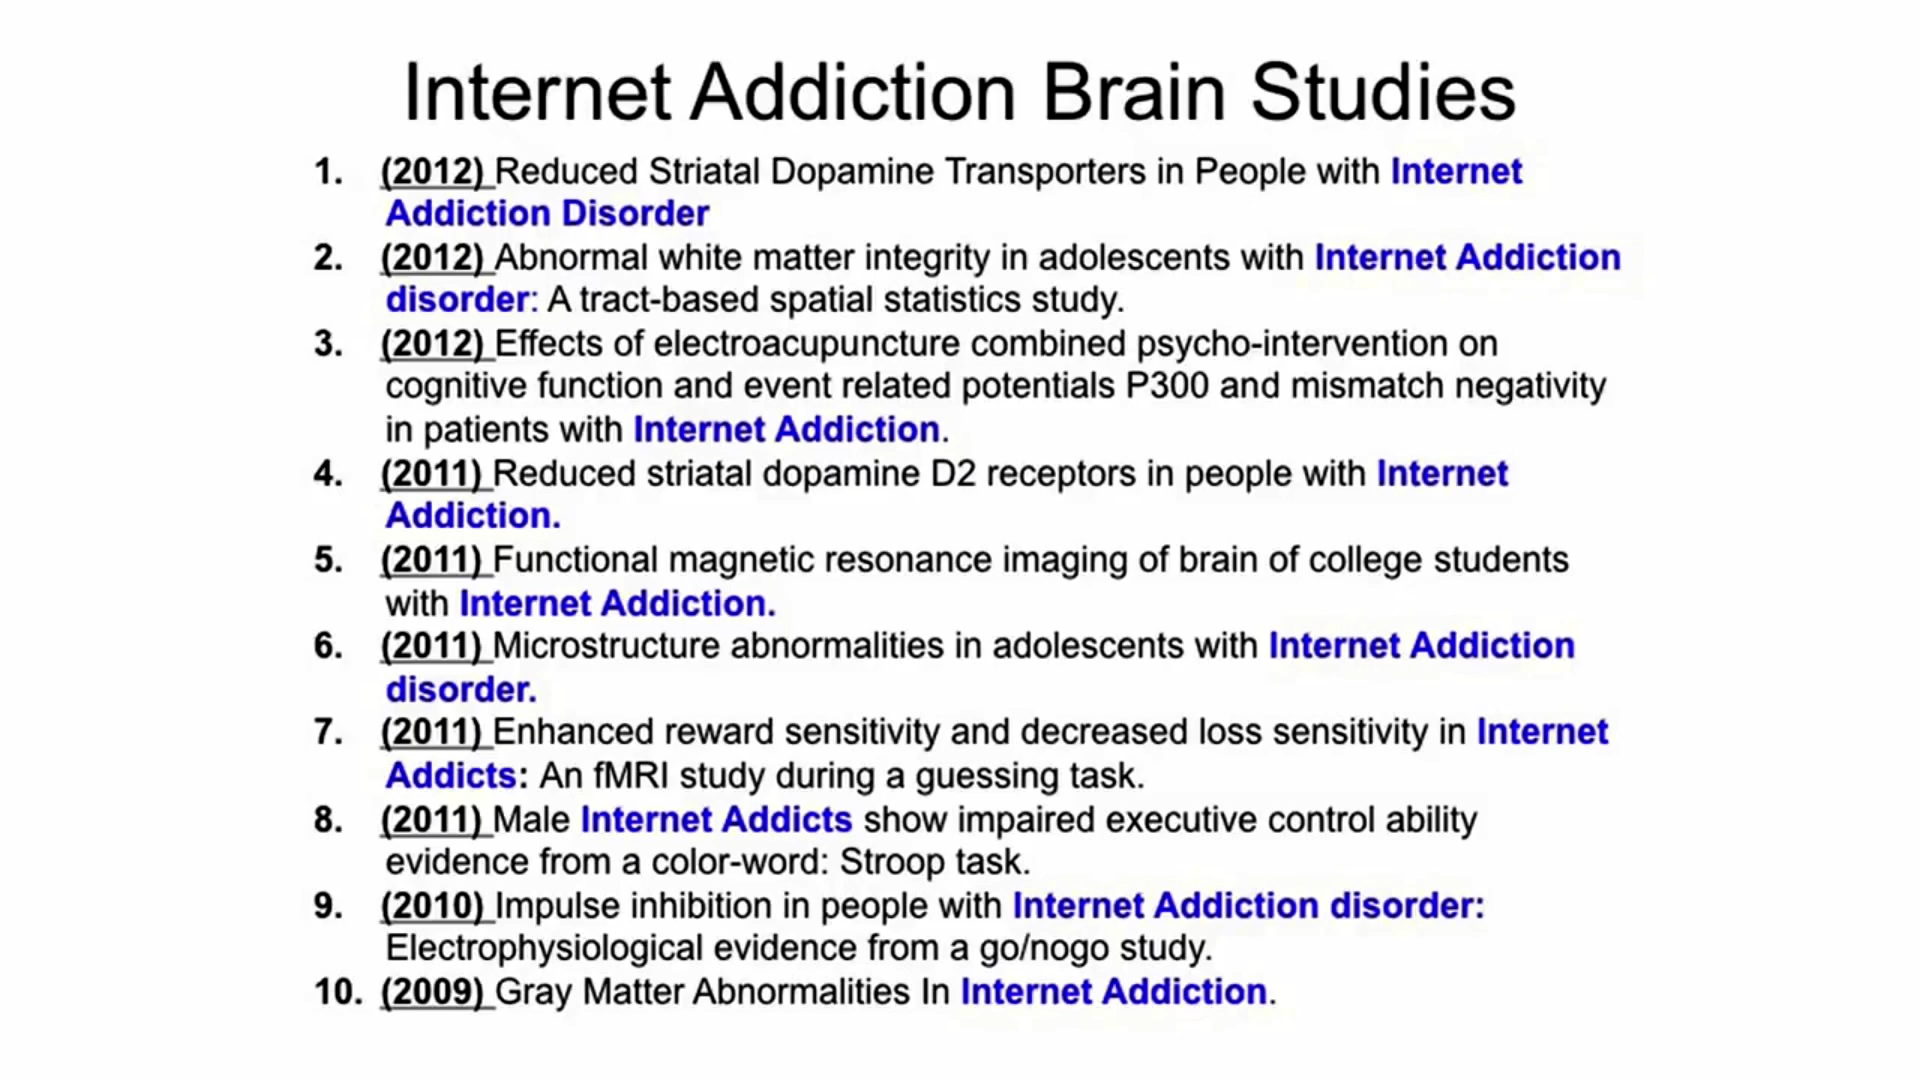 Internet Addiction Brain Studies
1. (2012) Reduced Striatal Dopamine Transporters in People with Internet
Addiction Disorder
2. (2012) Abnormal white matter integrity in adolescents with Internet Addiction
disorder: A tract-based spatial statistics study.
3. (2012) Effects of electroacupuncture combined psycho-intervention on
cognitive function and event related potentials P300 and mismatch negativity
in patients with Internet Addiction.
4. (2011) Reduced striatal dopamine D2 receptors in people with Internet
Addiction.
5. (2011) Functional magnetic resonance imaging of brain of college students
with Internet Addiction.
6. (2011) Microstructure abnormalities in adolescents with Internet Addiction
disorder.
7. (2011) Enhanced reward sensitivity and decreased loss sensitivity in Internet
Addicts: An fMRI study during a guessing task.
8. (2011) Male Internet Addicts show impaired executive control ability
evidence from a color-word: Stroop task.
9. (2010) Impulse inhibition in people with Internet Addiction disorder:
Electrophysiological evidence from a go/nogo study.
10. (2009) Gray Matter Abnormalities In Internet Addiction.